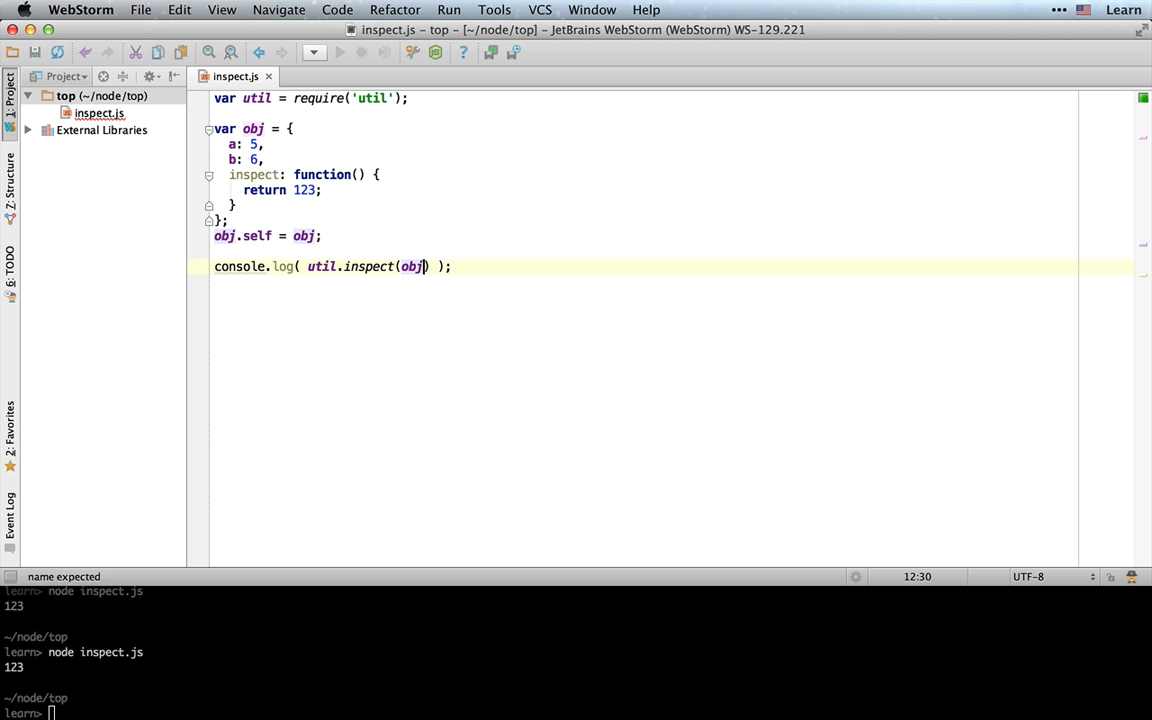 WebStorm File Edit View Navigate Code Refactor Run Tools VCS Window Help ••• Learn
inspect.js – top – [~/node/top] – JetBrains WebStorm (WebStorm) WS-129.221
Project
inspect.js
1: Project
Z: Structure
6: TODO
2: Favorites
Event Log
top (~/node/top)
inspect.js
External Libraries
var util = require('util');
var obj = {
a: 5,
b: 6,
inspect: function() {
return 123;
}
};
obj.self = obj;
console.log( util.inspect(obj) );
name expected 12:30 UTF-8
learn> node inspect.js
123
~/node/top
learn> node inspect.js
123
~/node/top
learn>